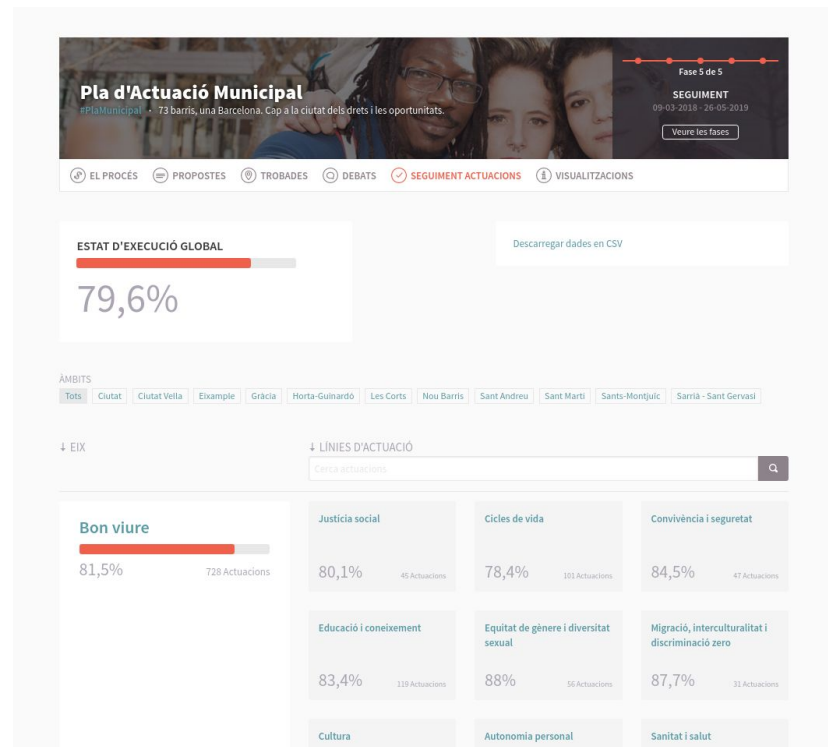 Pla d'Actuació Municipal
#PlaMunicipal · 73 barris, una Barcelona. Cap a la ciutat dels drets i les oportunitats.
Fase 5 de 5
SEGUIMENT
09-03-2018 - 26-05-2019
Veure les fases
EL PROCÉS PROPOSTES TROBADES DEBATS SEGUIMENT ACTUACIONS VISUALITZACIONS
ESTAT D'EXECUCIÓ GLOBAL
79,6%
Descarregar dades en CSV
ÀMBITS
Tots Ciutat Ciutat Vella Eixample Gràcia Horta-Guinardó Les Corts Nou Barris Sant Andreu Sant Martí Sants-Montjuïc Sarrià - Sant Gervasi
↓ EIX
↓ LÍNIES D'ACTUACIÓ
Cerca actuacions
Bon viure
81,5% 728 Actuacions
Justícia social
80,1% 45 Actuacions
Cicles de vida
78,4% 101 Actuacions
Convivència i seguretat
84,5% 47 Actuacions
Educació i coneixement
83,4% 110 Actuacions
Equitat de gènere i diversitat
sexual
88% 56 Actuacions
Migració, interculturalitat i
discriminació zero
87,7% 31 Actuacions
Cultura
Autonomia personal
Sanitat i salut